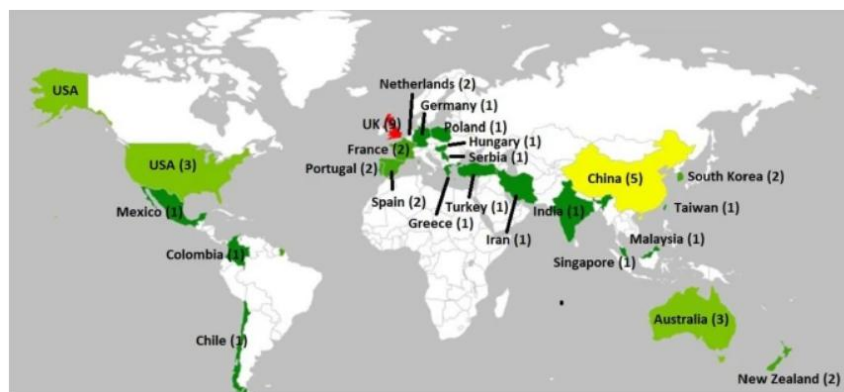 USA
Netherlands (2)
Germany (1)
UK (9)
Poland (1)
Hungary (1)
France (2)
Serbia (1)
USA (3)
Portugal (2)
China (5)
South Korea (2)
Spain (2)
Turkey (1)
India (1)
Taiwan (1)
Mexico (1)
Greece (1)
Iran (1)
Malaysia (1)
Colombia (1)
Singapore (1)
Australia (3)
Chile (1)
New Zealand (2)